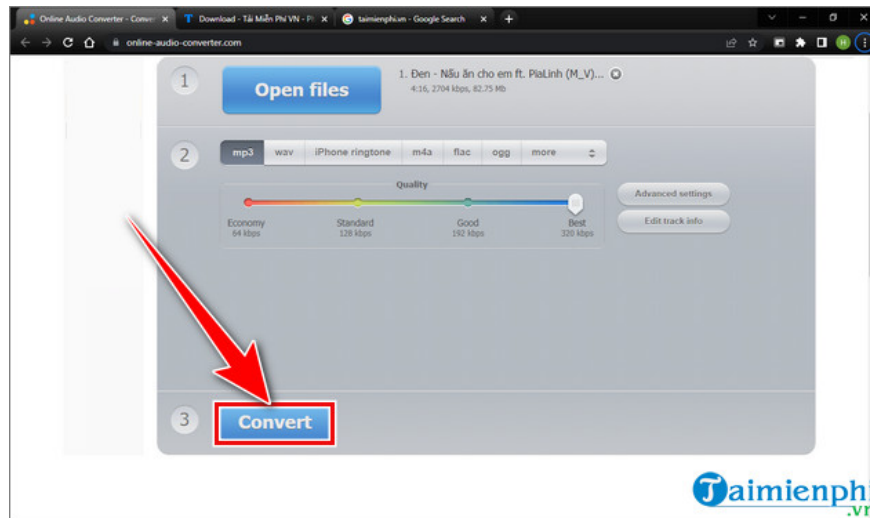 Online Audio Converter - Conver
Download - Tải Miễn Phí VN - Ph
taimienphi.vn - Google Search
online-audio-converter.com
1
Open files
1. Đen - Nấu ăn cho em ft. PiaLinh (M_V)...
4:16, 2704 kbps, 82.75 Mb
2
mp3 wav iPhone ringtone m4a flac ogg more
Quality
Economy Standard Good Best
64 kbps 128 kbps 192 kbps 320 kbps
Advanced settings
Edit track info
3
Convert
Taimienphi
.vn